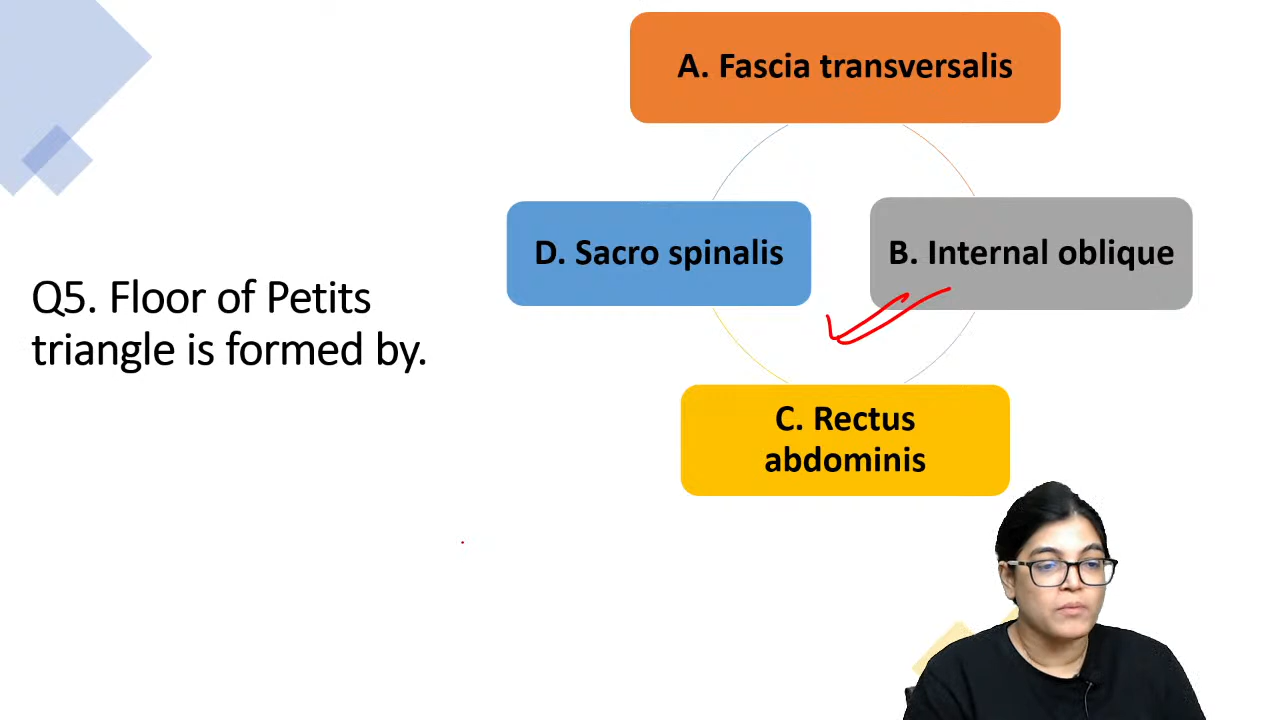 Q5. Floor of Petits
triangle is formed by.
A. Fascia transversalis
B. Internal oblique
C. Rectus
abdominis
D. Sacro spinalis